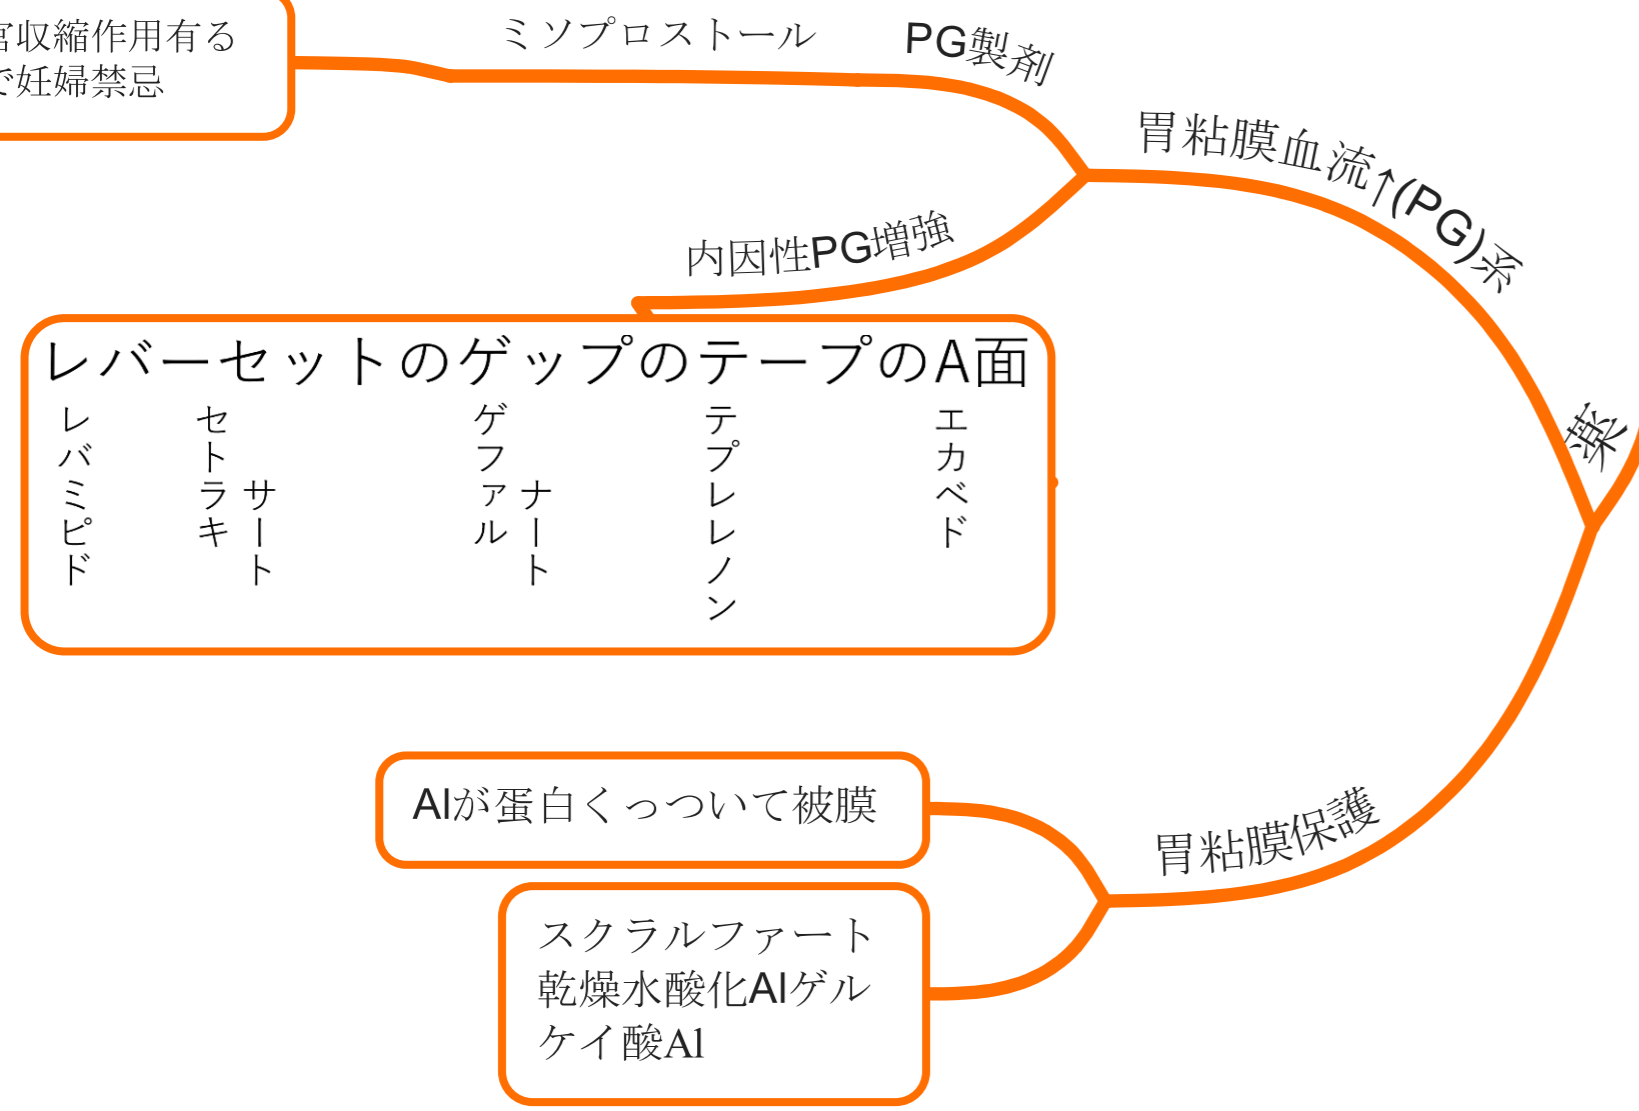 宮収縮作用有る
で妊婦禁忌
ミソプロストール
PG製剤
胃粘膜血流↑(PG)系
内因性PG増強
レバーセットのゲップのテープのA面
レバミピド
セトラキサート
ゲファルナート
テプレレノン
エカベド
薬
Alが蛋白くっついて被膜
胃粘膜保護
スクラルファート
乾燥水酸化Alゲル
ケイ酸Al